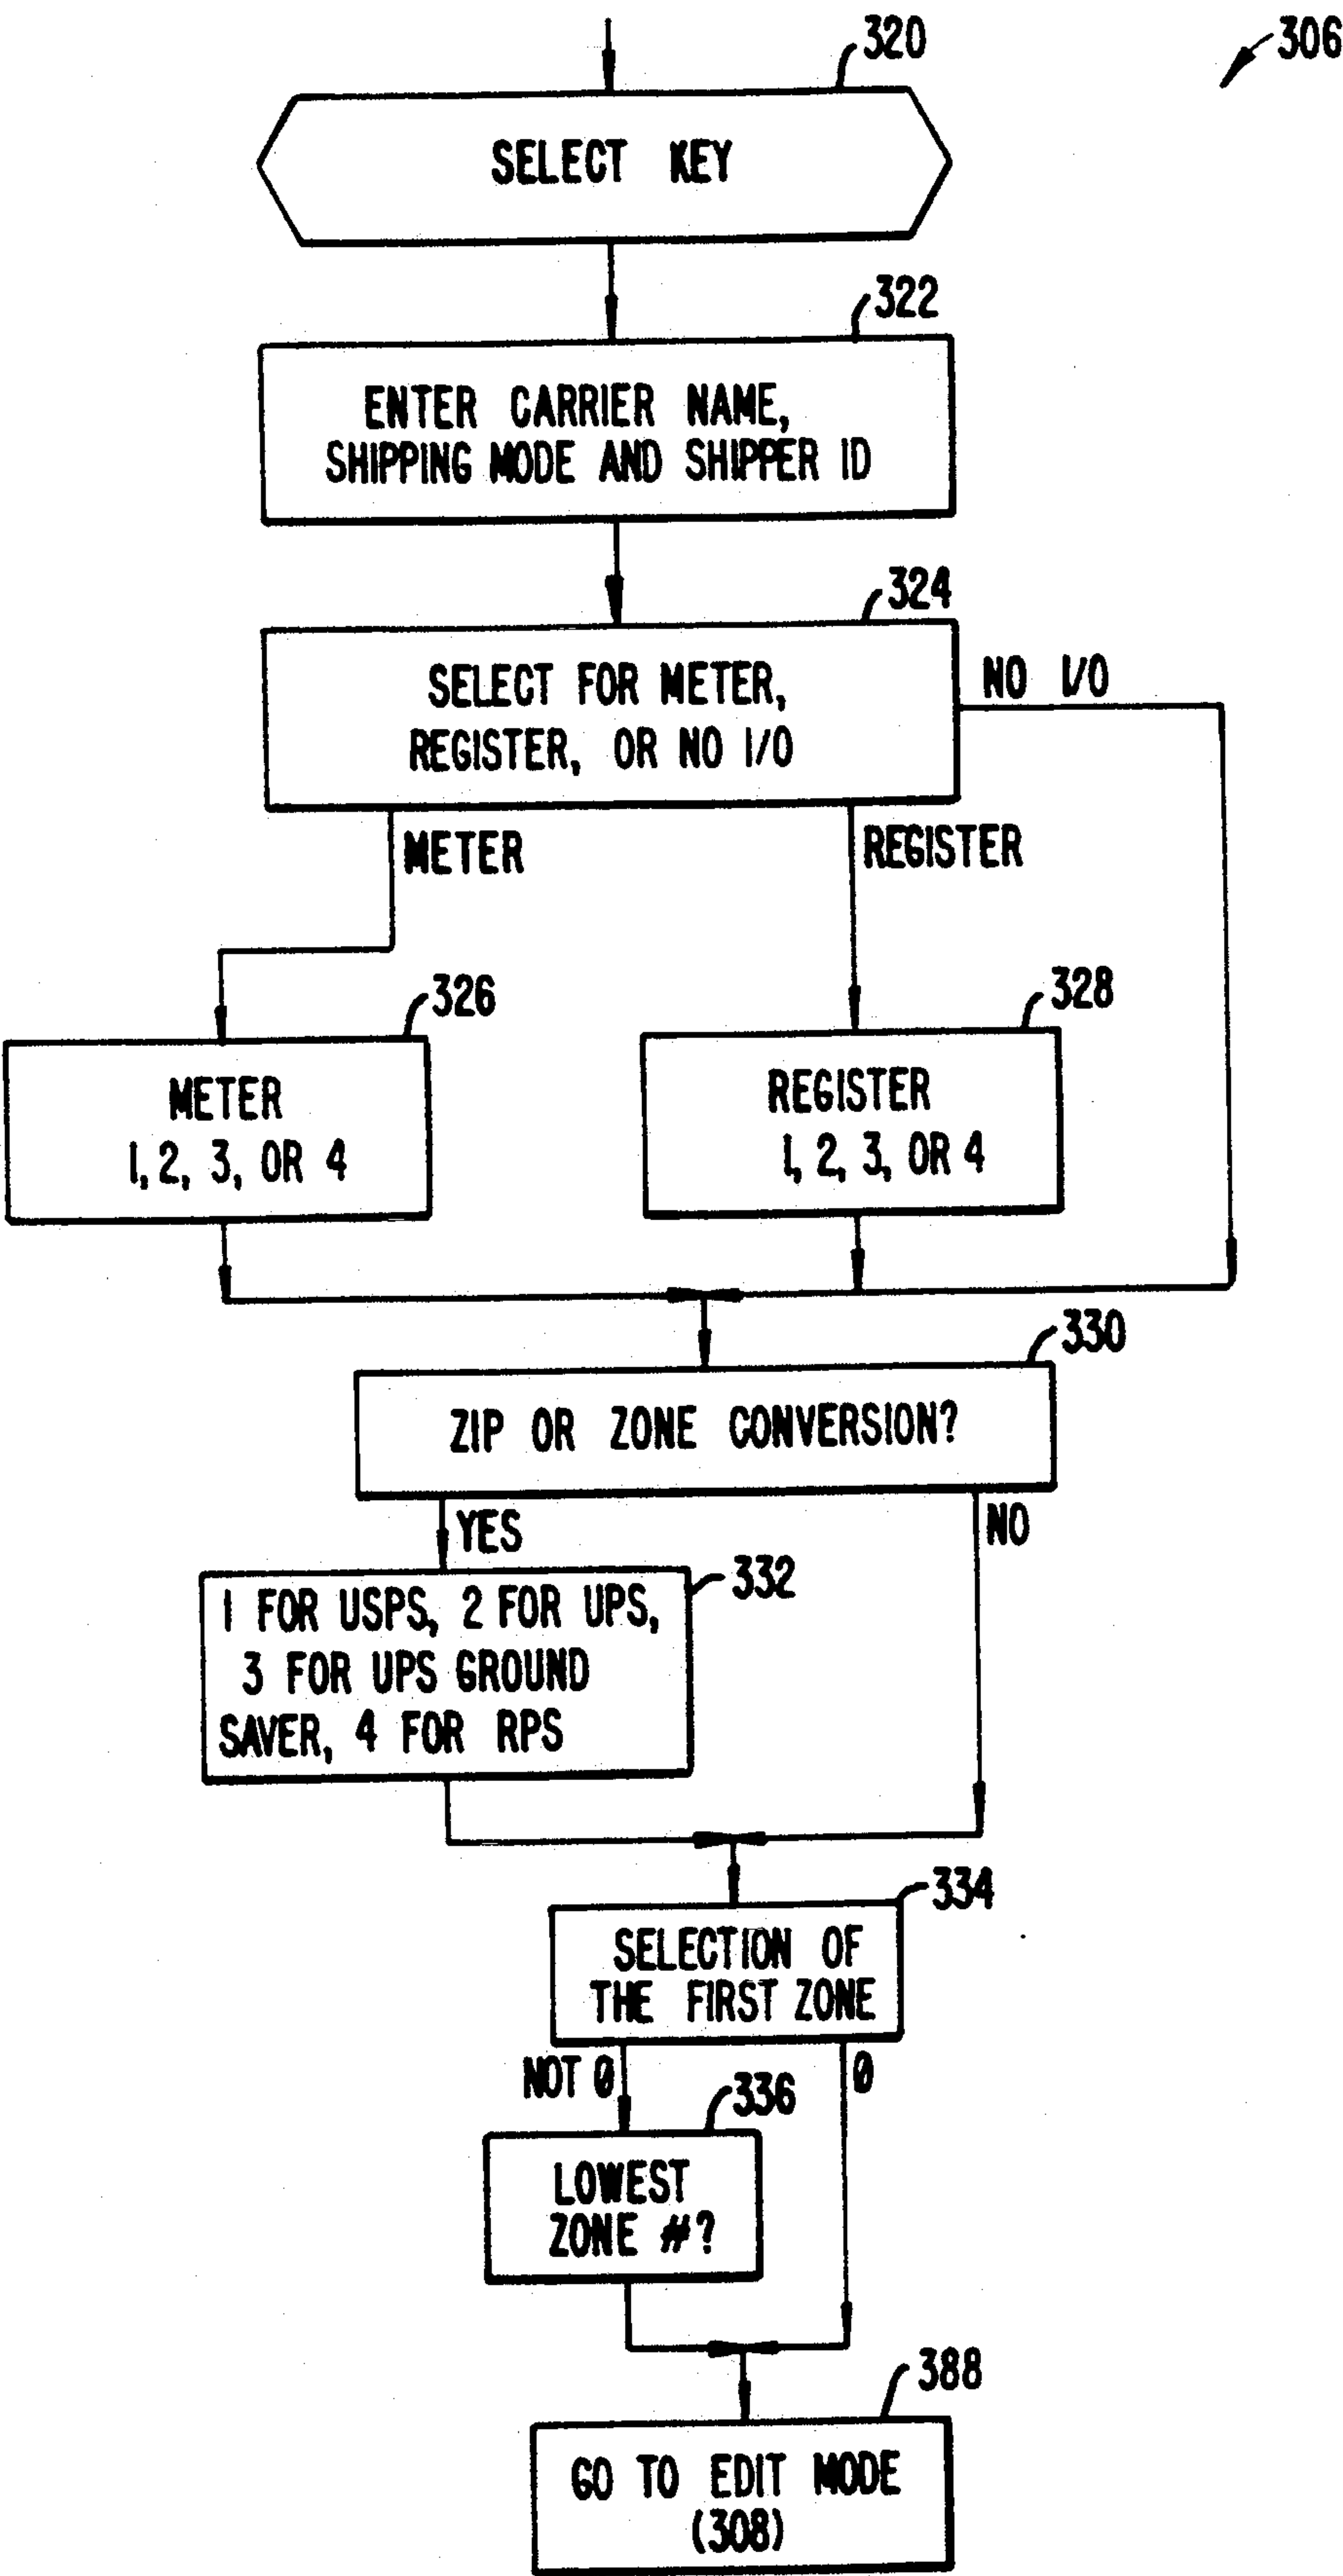 320
306
SELECT KEY
322
ENTER CARRIER NAME,
SHIPPING MODE AND SHIPPER ID
324
SELECT FOR METER,
REGISTER, OR NO I/O
NO I/O
METER
REGISTER
326
328
METER
1, 2, 3, OR 4
REGISTER
1, 2, 3, OR 4
330
ZIP OR ZONE CONVERSION?
YES
NO
332
1 FOR USPS, 2 FOR UPS,
3 FOR UPS GROUND
SAVER, 4 FOR RPS
334
SELECTION OF
THE FIRST ZONE
NOT Ø
Ø
336
LOWEST
ZONE #?
388
GO TO EDIT MODE
(308)